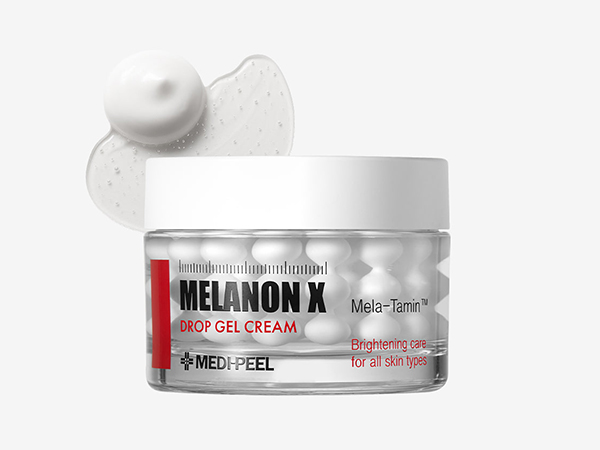 MELANON X
DROP GEL CREAM
MEDI-PEEL
Mela-Tamin™
Brightening care
for all skin types